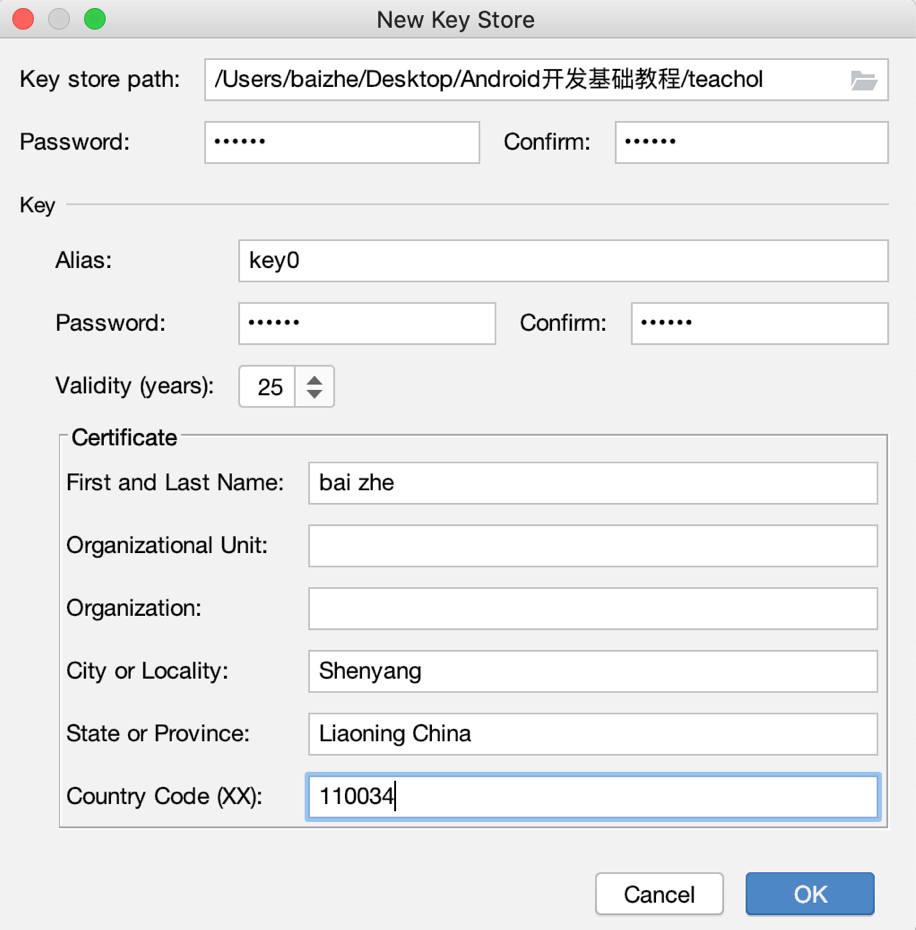 New Key Store
Key store path: /Users/baizhe/Desktop/Android开发基础教程/teachol
Password: •••••• Confirm: ••••••
Key
Alias: key0
Password: •••••• Confirm: ••••••
Validity (years): 25
Certificate
First and Last Name: bai zhe
Organizational Unit:
Organization:
City or Locality: Shenyang
State or Province: Liaoning China
Country Code (XX): 110034
Cancel OK